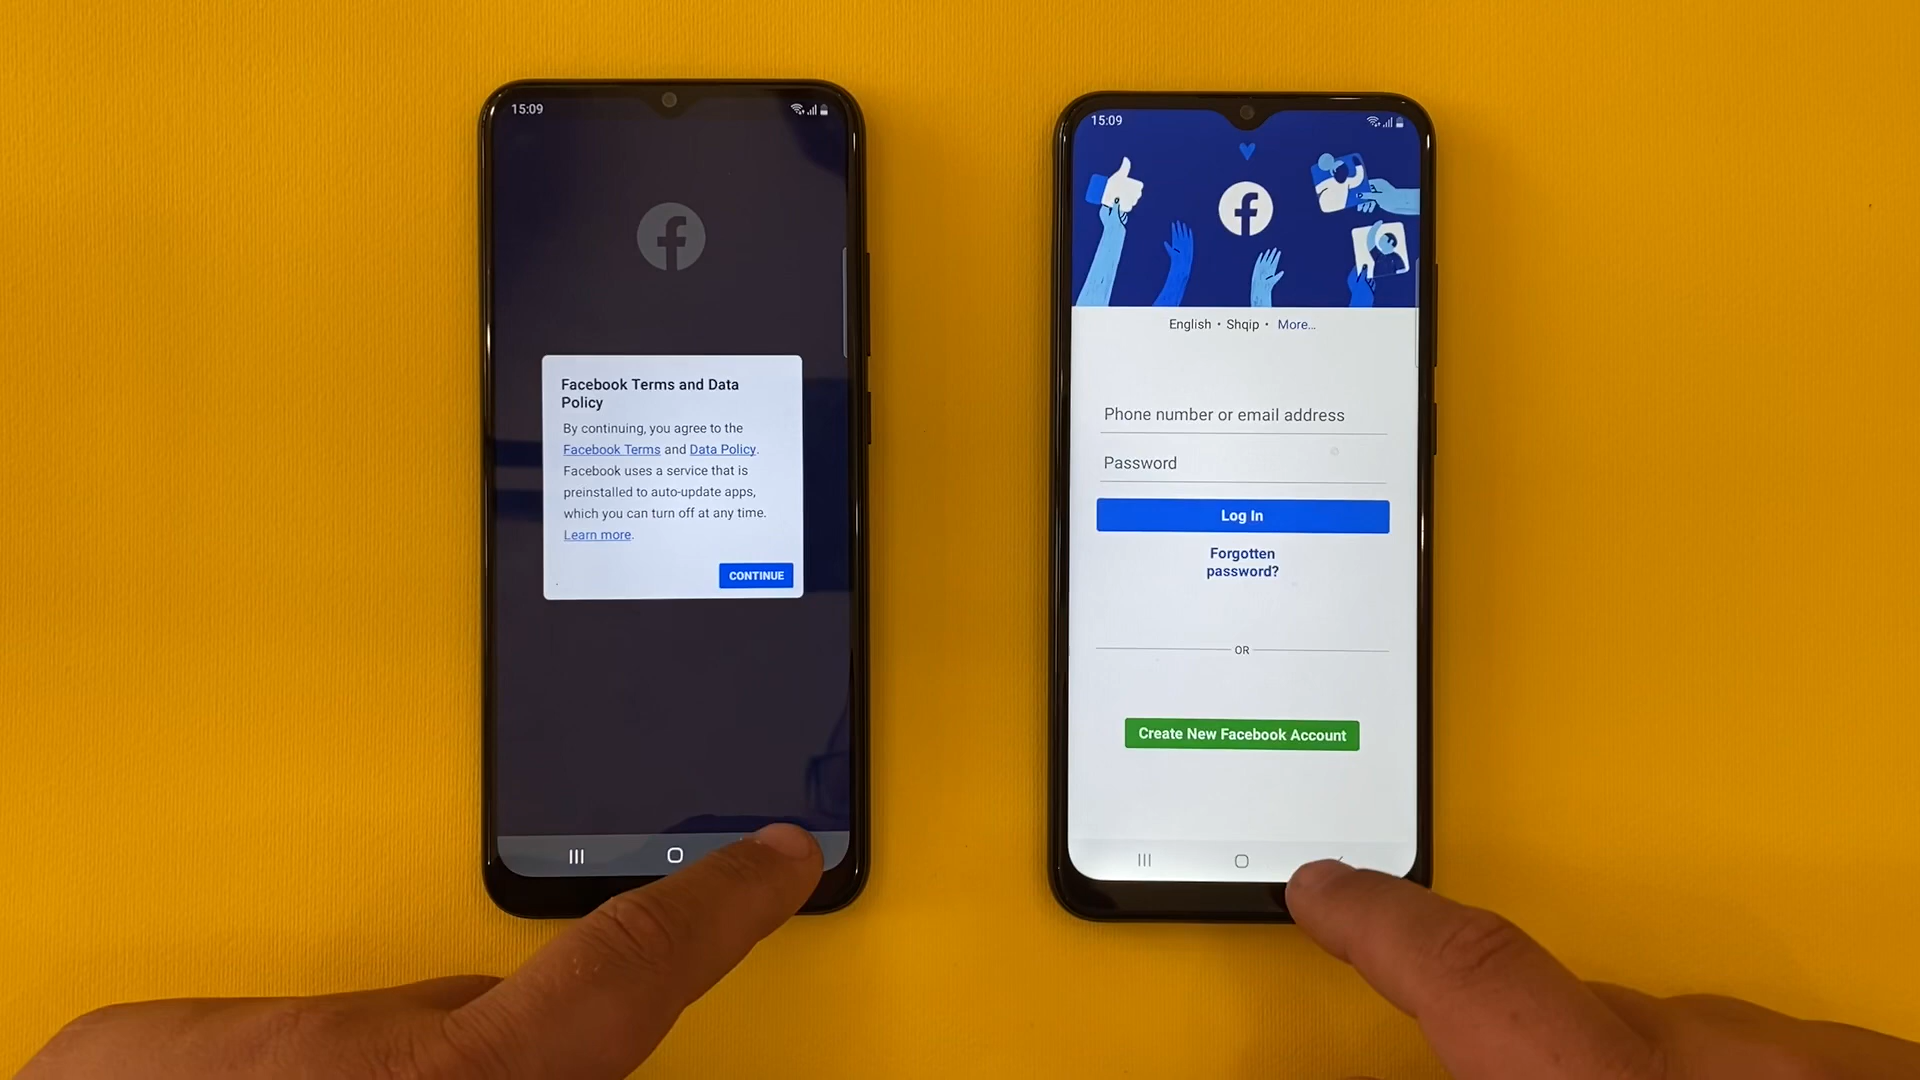 15:09
Facebook Terms and Data
Policy
By continuing, you agree to the
Facebook Terms and Data Policy.
Facebook uses a service that is
preinstalled to auto-update apps,
which you can turn off at any time.
Learn more.
CONTINUE
15:09
English • Shqip • More...
Phone number or email address
Password
Log In
Forgotten
password?
OR
Create New Facebook Account